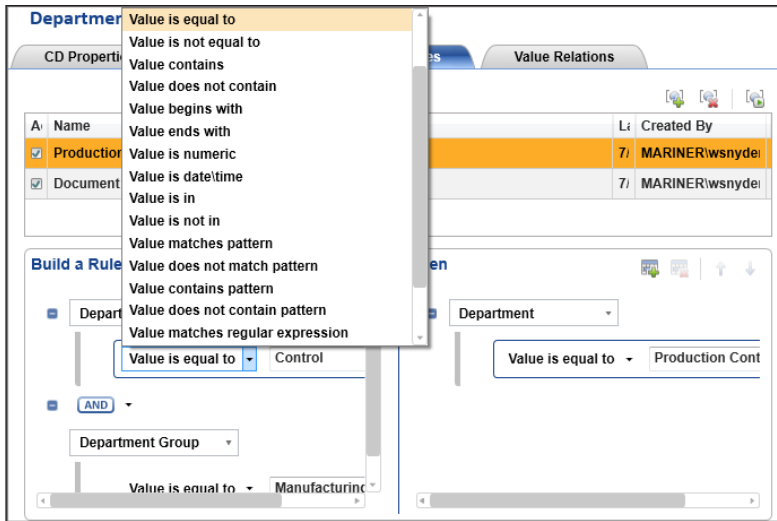 Departmen
CD Properti
es
Value Relations
Name
Created By
Production
7/
MARINER\wsnyder
Document
7/
MARINER\wsnyder
Value is equal to
Value is not equal to
Value contains
Value does not contain
Value begins with
Value ends with
Value is numeric
Value is date\time
Value is in
Value is not in
Value matches pattern
Value does not match pattern
Value contains pattern
Value does not contain pattern
Value matches regular expression
Build a Rule
Depart
Value is equal to
Control
AND
Department Group
Value is equal to
Manufacturing
en
Department
Value is equal to
Production Cont